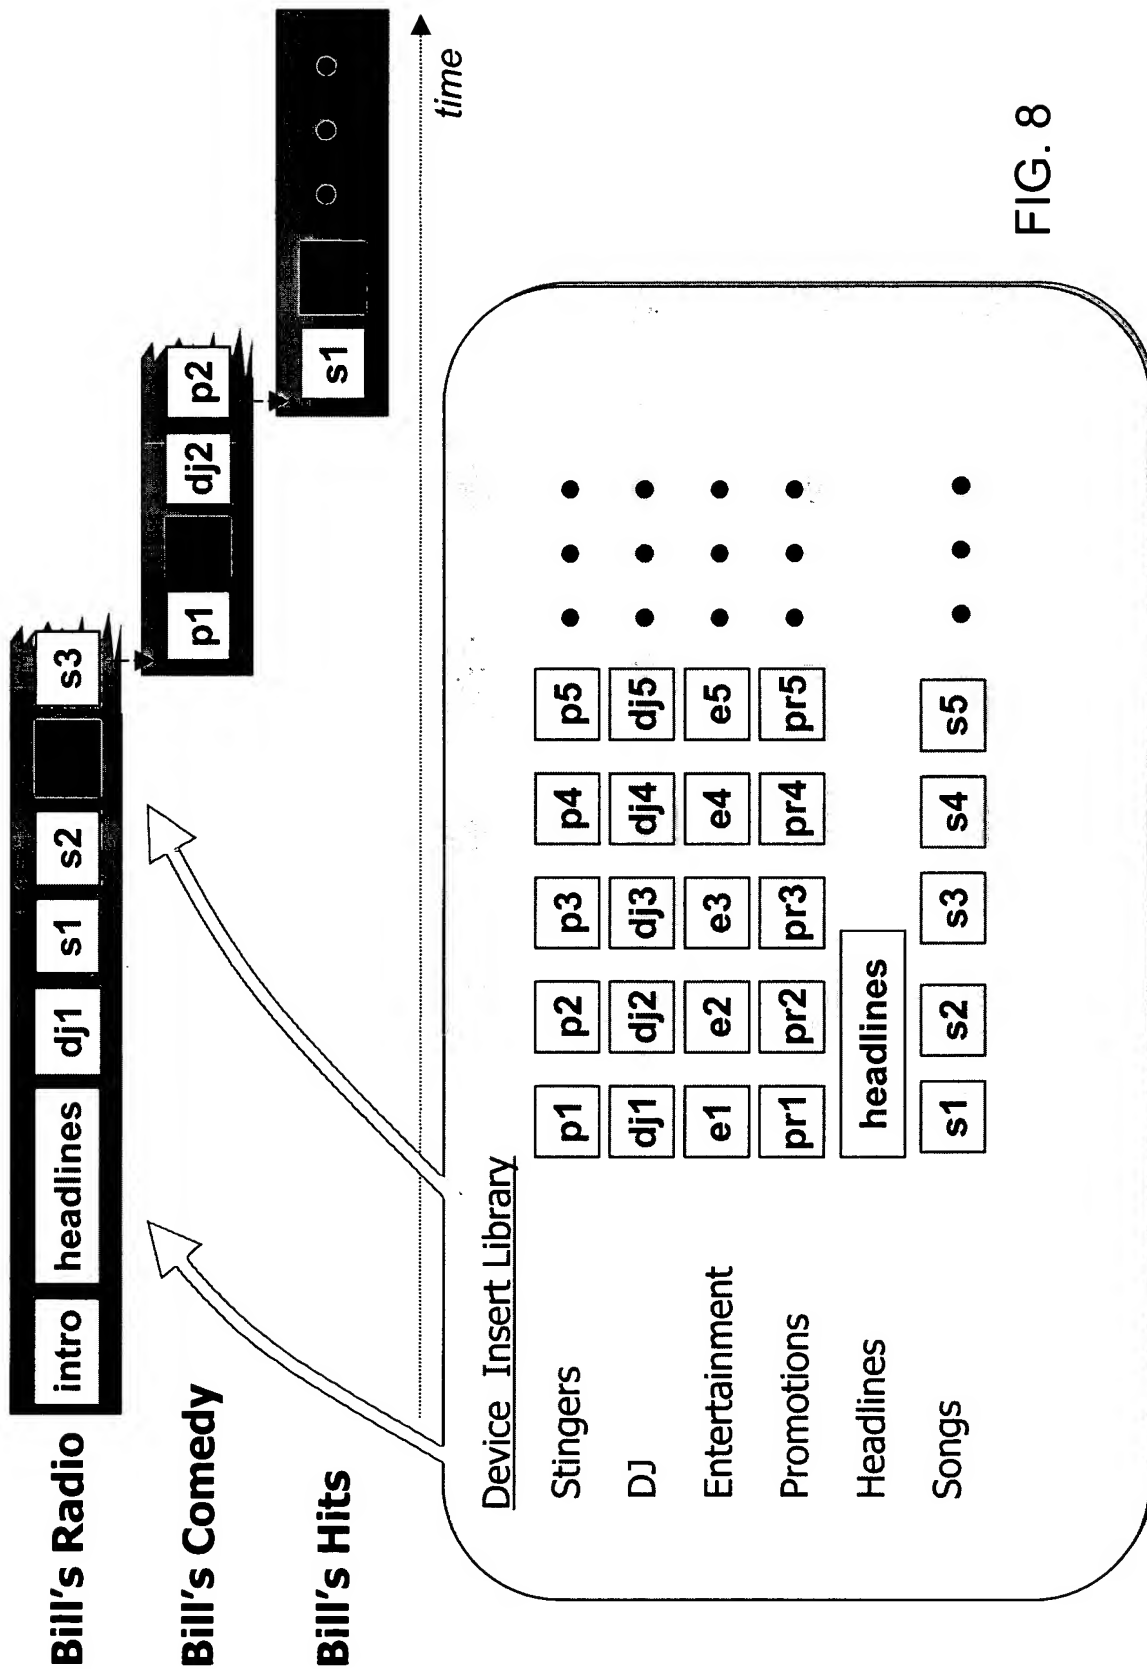 Bill's Radio intro headlines dj1 s1 s2 s3
Bill's Comedy p1 dj2 p2
Bill's Hits s1
time
Device Insert Library
Stingers p1 p2 p3 p4 p5
DJ dj1 dj2 dj3 dj4 dj5
Entertainment e1 e2 e3 e4 e5
Promotions pr1 pr2 pr3 pr4 pr5
Headlines headlines
Songs s1 s2 s3 s4 s5
FIG. 8